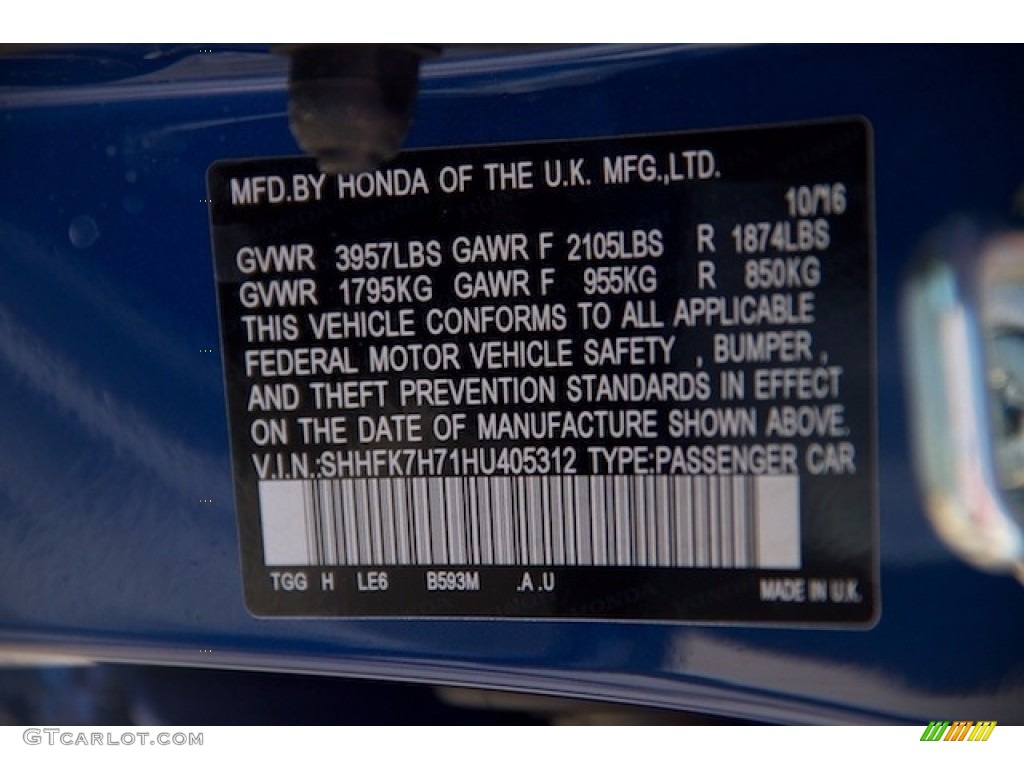 MFD.BY HONDA OF THE U.K. MFG.,LTD.
10/16
GVWR 3957LBS GAWR F 2105LBS R 1874LBS
GVWR 1795KG GAWR F 955KG R 850KG
THIS VEHICLE CONFORMS TO ALL APPLICABLE
FEDERAL MOTOR VEHICLE SAFETY , BUMPER ,
AND THEFT PREVENTION STANDARDS IN EFFECT
ON THE DATE OF MANUFACTURE SHOWN ABOVE.
V.I.N.:SHHFK7H71HU405312 TYPE:PASSENGER CAR
TGG H LE6 B593M .A .U
MADE IN U.K.
GTCarlot.com